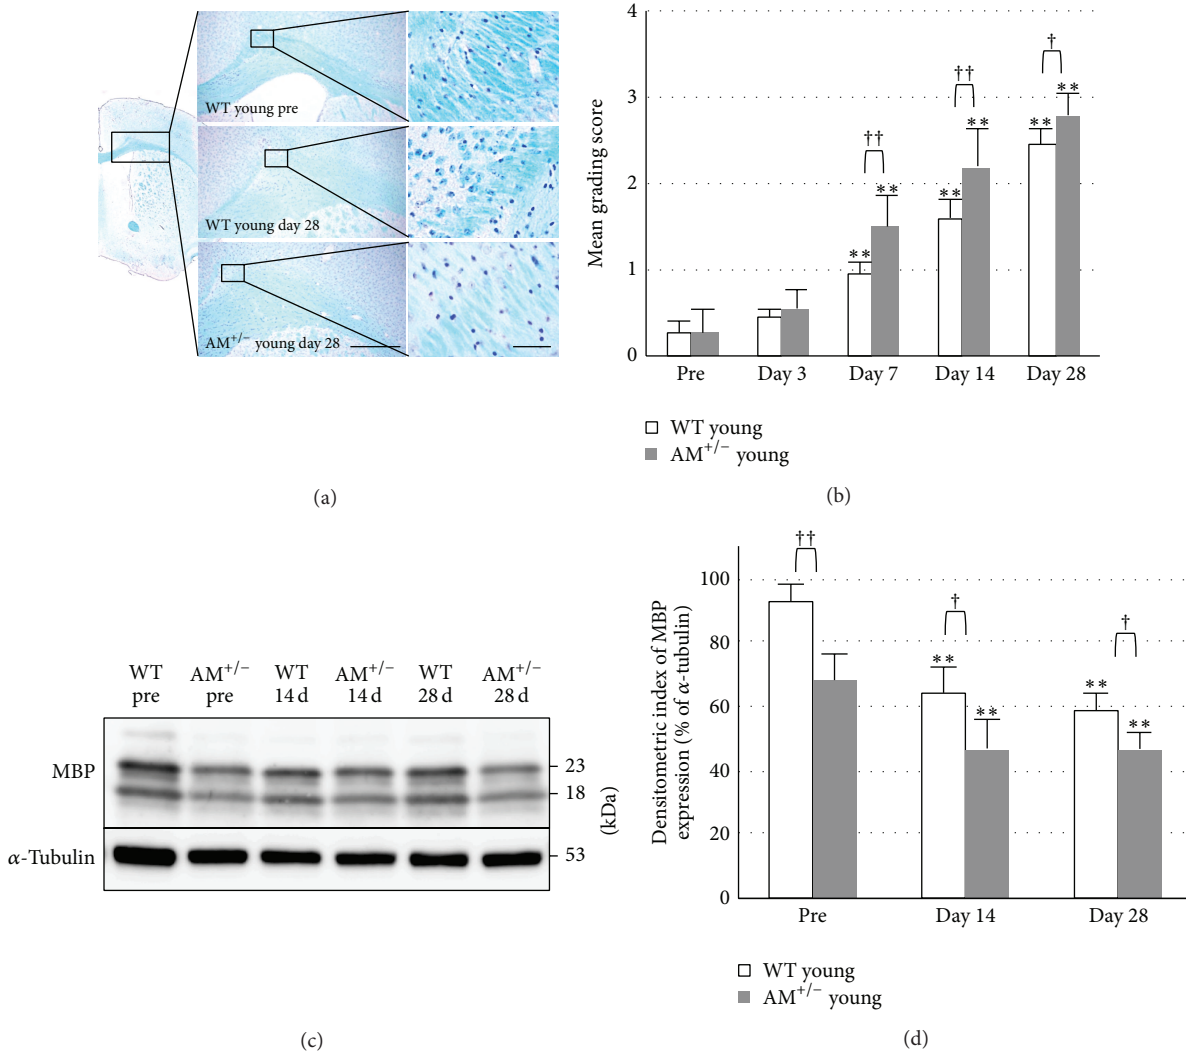 WT young pre
WT young day 28
AM+/− young day 28
(a)
Mean grading score
4
3
2
1
0
††
††
†
**
**
**
**
**
**
Pre
Day 3
Day 7
Day 14
Day 28
WT young
AM+/− young
(b)
WT pre
AM+/− pre
WT 14 d
AM+/− 14 d
WT 28 d
AM+/− 28 d
MBP
α-Tubulin
23
18
53
(kDa)
(c)
Densitometric index of MBP
expression (% of α-tubulin)
100
80
60
40
20
0
††
†
†
**
**
**
**
Pre
Day 14
Day 28
WT young
AM+/− young
(d)